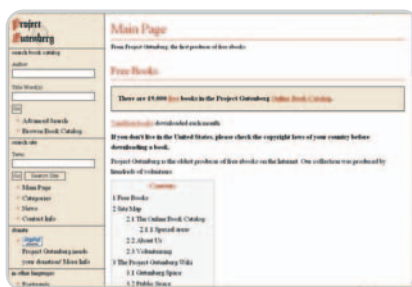 Project
Gutenberg
search book catalog
Author
Title Word(s)
Go
Advanced Search
Browse Book Catalog
search site
Term
Go Search Site
Main Page
Categories
News
Contact Info
donate
PayPal
Project Gutenberg needs
your donation! More Info
in other languages
Português
Main Page
From Project Gutenberg, the first producer of free ebooks.
Free Books
There are 19,000 free books in the Project Gutenberg Online Book Catalog.
downloaded each month.
If you don't live in the United States, please check the copyright laws of your country before
downloading a book.
Project Gutenberg is the oldest producer of free ebooks on the Internet. Our collection was produced by
hundreds of volunteers.
Contents
1 Free Books
2 Site Map
2.1 The Online Book Catalog
2.1.1 Special areas
2.2 About Us
2.3 Volunteering
3 The Project Gutenberg Wiki
3.1 Gutenberg Space
3.2 Public Space